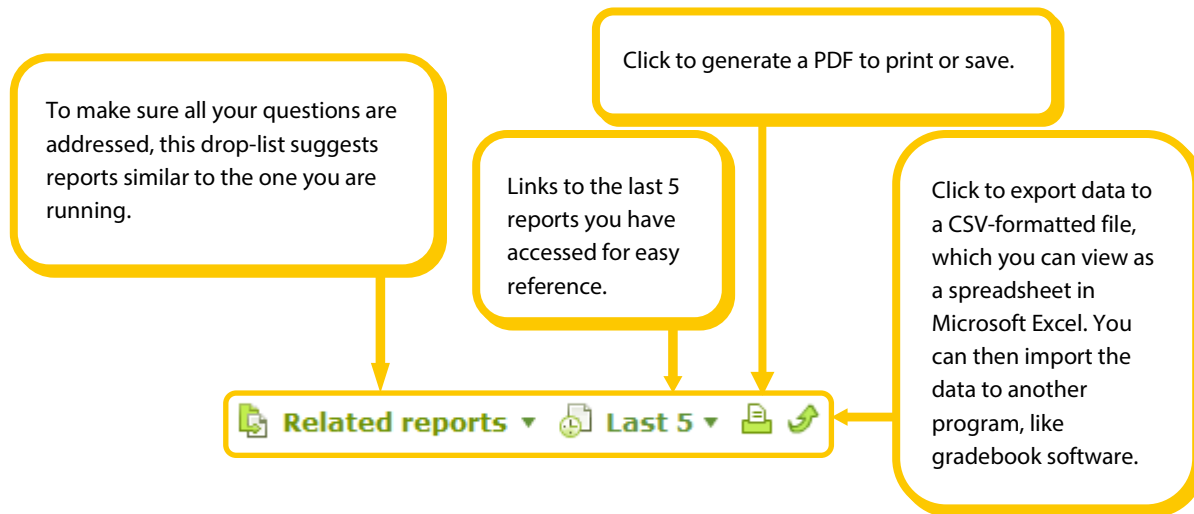 Click to generate a PDF to print or save.
To make sure all your questions are
addressed, this drop-list suggests
reports similar to the one you are
running.
Links to the last 5
reports you have
accessed for easy
reference.
Click to export data to
a CSV-formatted file,
which you can view as
a spreadsheet in
Microsoft Excel. You
can then import the
data to another
program, like
gradebook software.
Related reports
Last 5